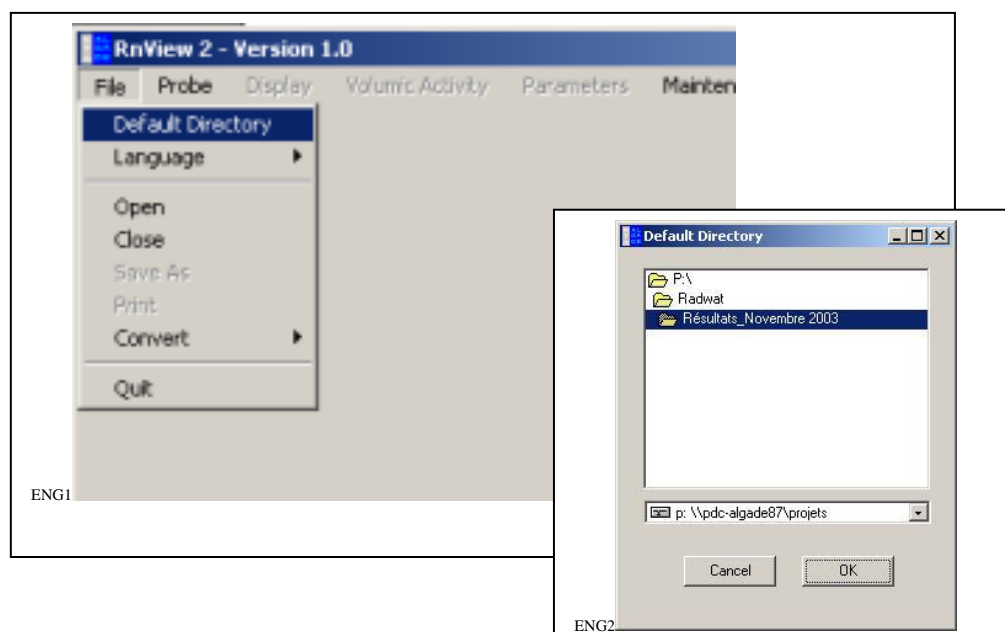 RnView 2 - Version 1.0
File Probe Display Volumic Activity Parameters Mainten
Default Directory
Language
Open
Close
Save As
Print
Convert
Quit
ENG1
Default Directory
P:\
Radwat
Résultats_Novembre 2003
p: \\pdc-algade87\projets
Cancel OK
ENG2